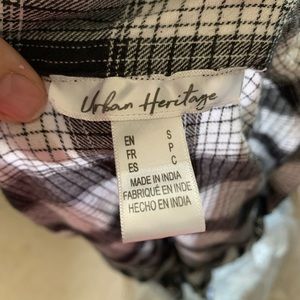 Urban Heritage
EN S
FR P
ES C
MADE IN INDIA
FABRIQUÉ EN INDE
HECHO EN INDIA